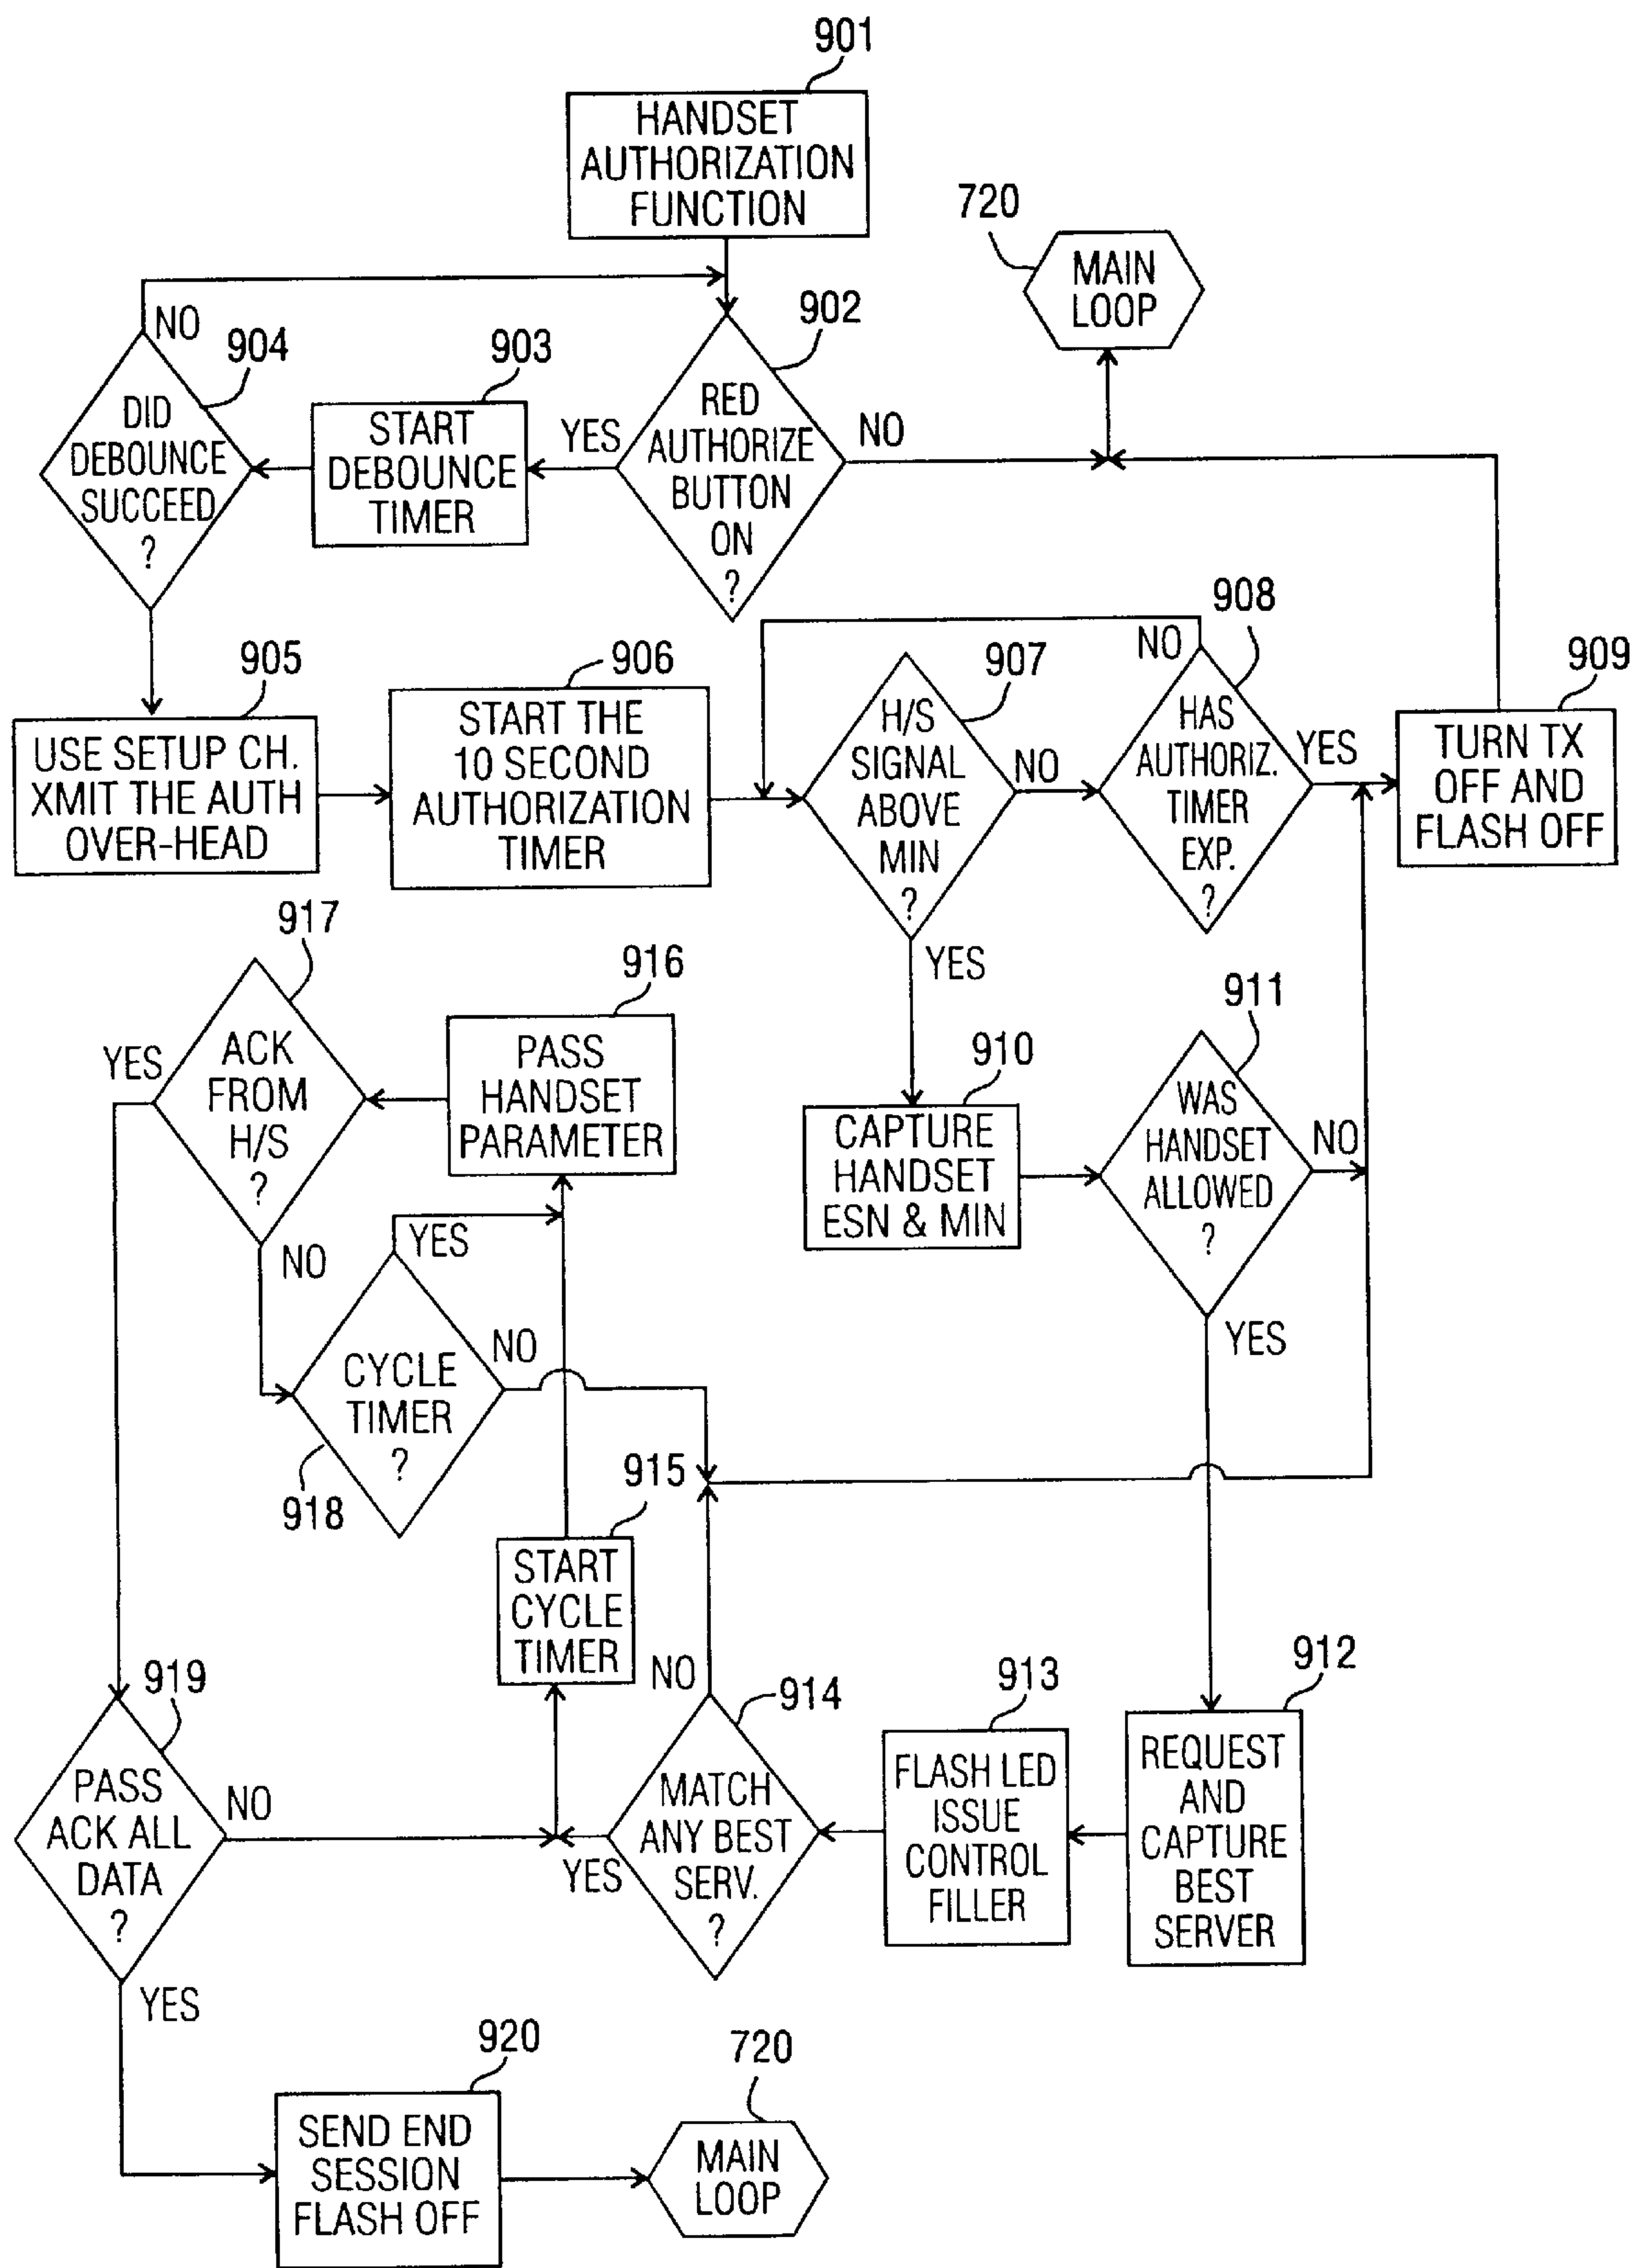 901
HANDSET
AUTHORIZATION
FUNCTION
720
MAIN
LOOP
902
RED
AUTHORIZE
BUTTON
ON
?
YES
NO
903
START
DEBOUNCE
TIMER
904
DID
DEBOUNCE
SUCCEED
?
NO
905
USE SETUP CH.
XMIT THE AUTH
OVER-HEAD
906
START THE
10 SECOND
AUTHORIZATION
TIMER
907
H/S
SIGNAL
ABOVE
MIN
?
NO
YES
908
NO
HAS
AUTHORIZ.
TIMER
EXP.
?
YES
909
TURN TX
OFF AND
FLASH OFF
910
CAPTURE
HANDSET
ESN & MIN
911
WAS
HANDSET
ALLOWED
?
NO
YES
912
REQUEST
AND
CAPTURE
BEST
SERVER
913
FLASH LED
ISSUE
CONTROL
FILLER
914
MATCH
ANY BEST
SERV.
?
NO
YES
915
START
CYCLE
TIMER
916
PASS
HANDSET
PARAMETER
917
ACK
FROM
H/S
?
YES
NO
918
CYCLE
TIMER
?
YES
NO
919
PASS
ACK ALL
DATA
?
NO
YES
920
SEND END
SESSION
FLASH OFF
720
MAIN
LOOP